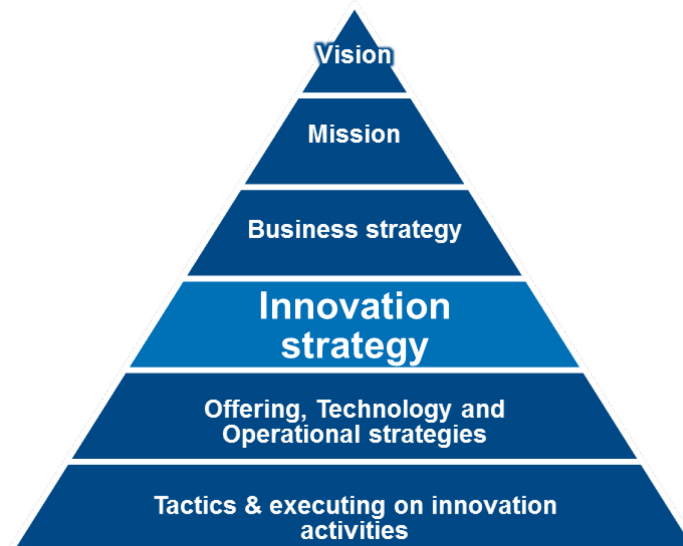 Vision
Mission
Business strategy
Innovation
strategy
Offering, Technology and
Operational strategies
Tactics & executing on innovation
activities